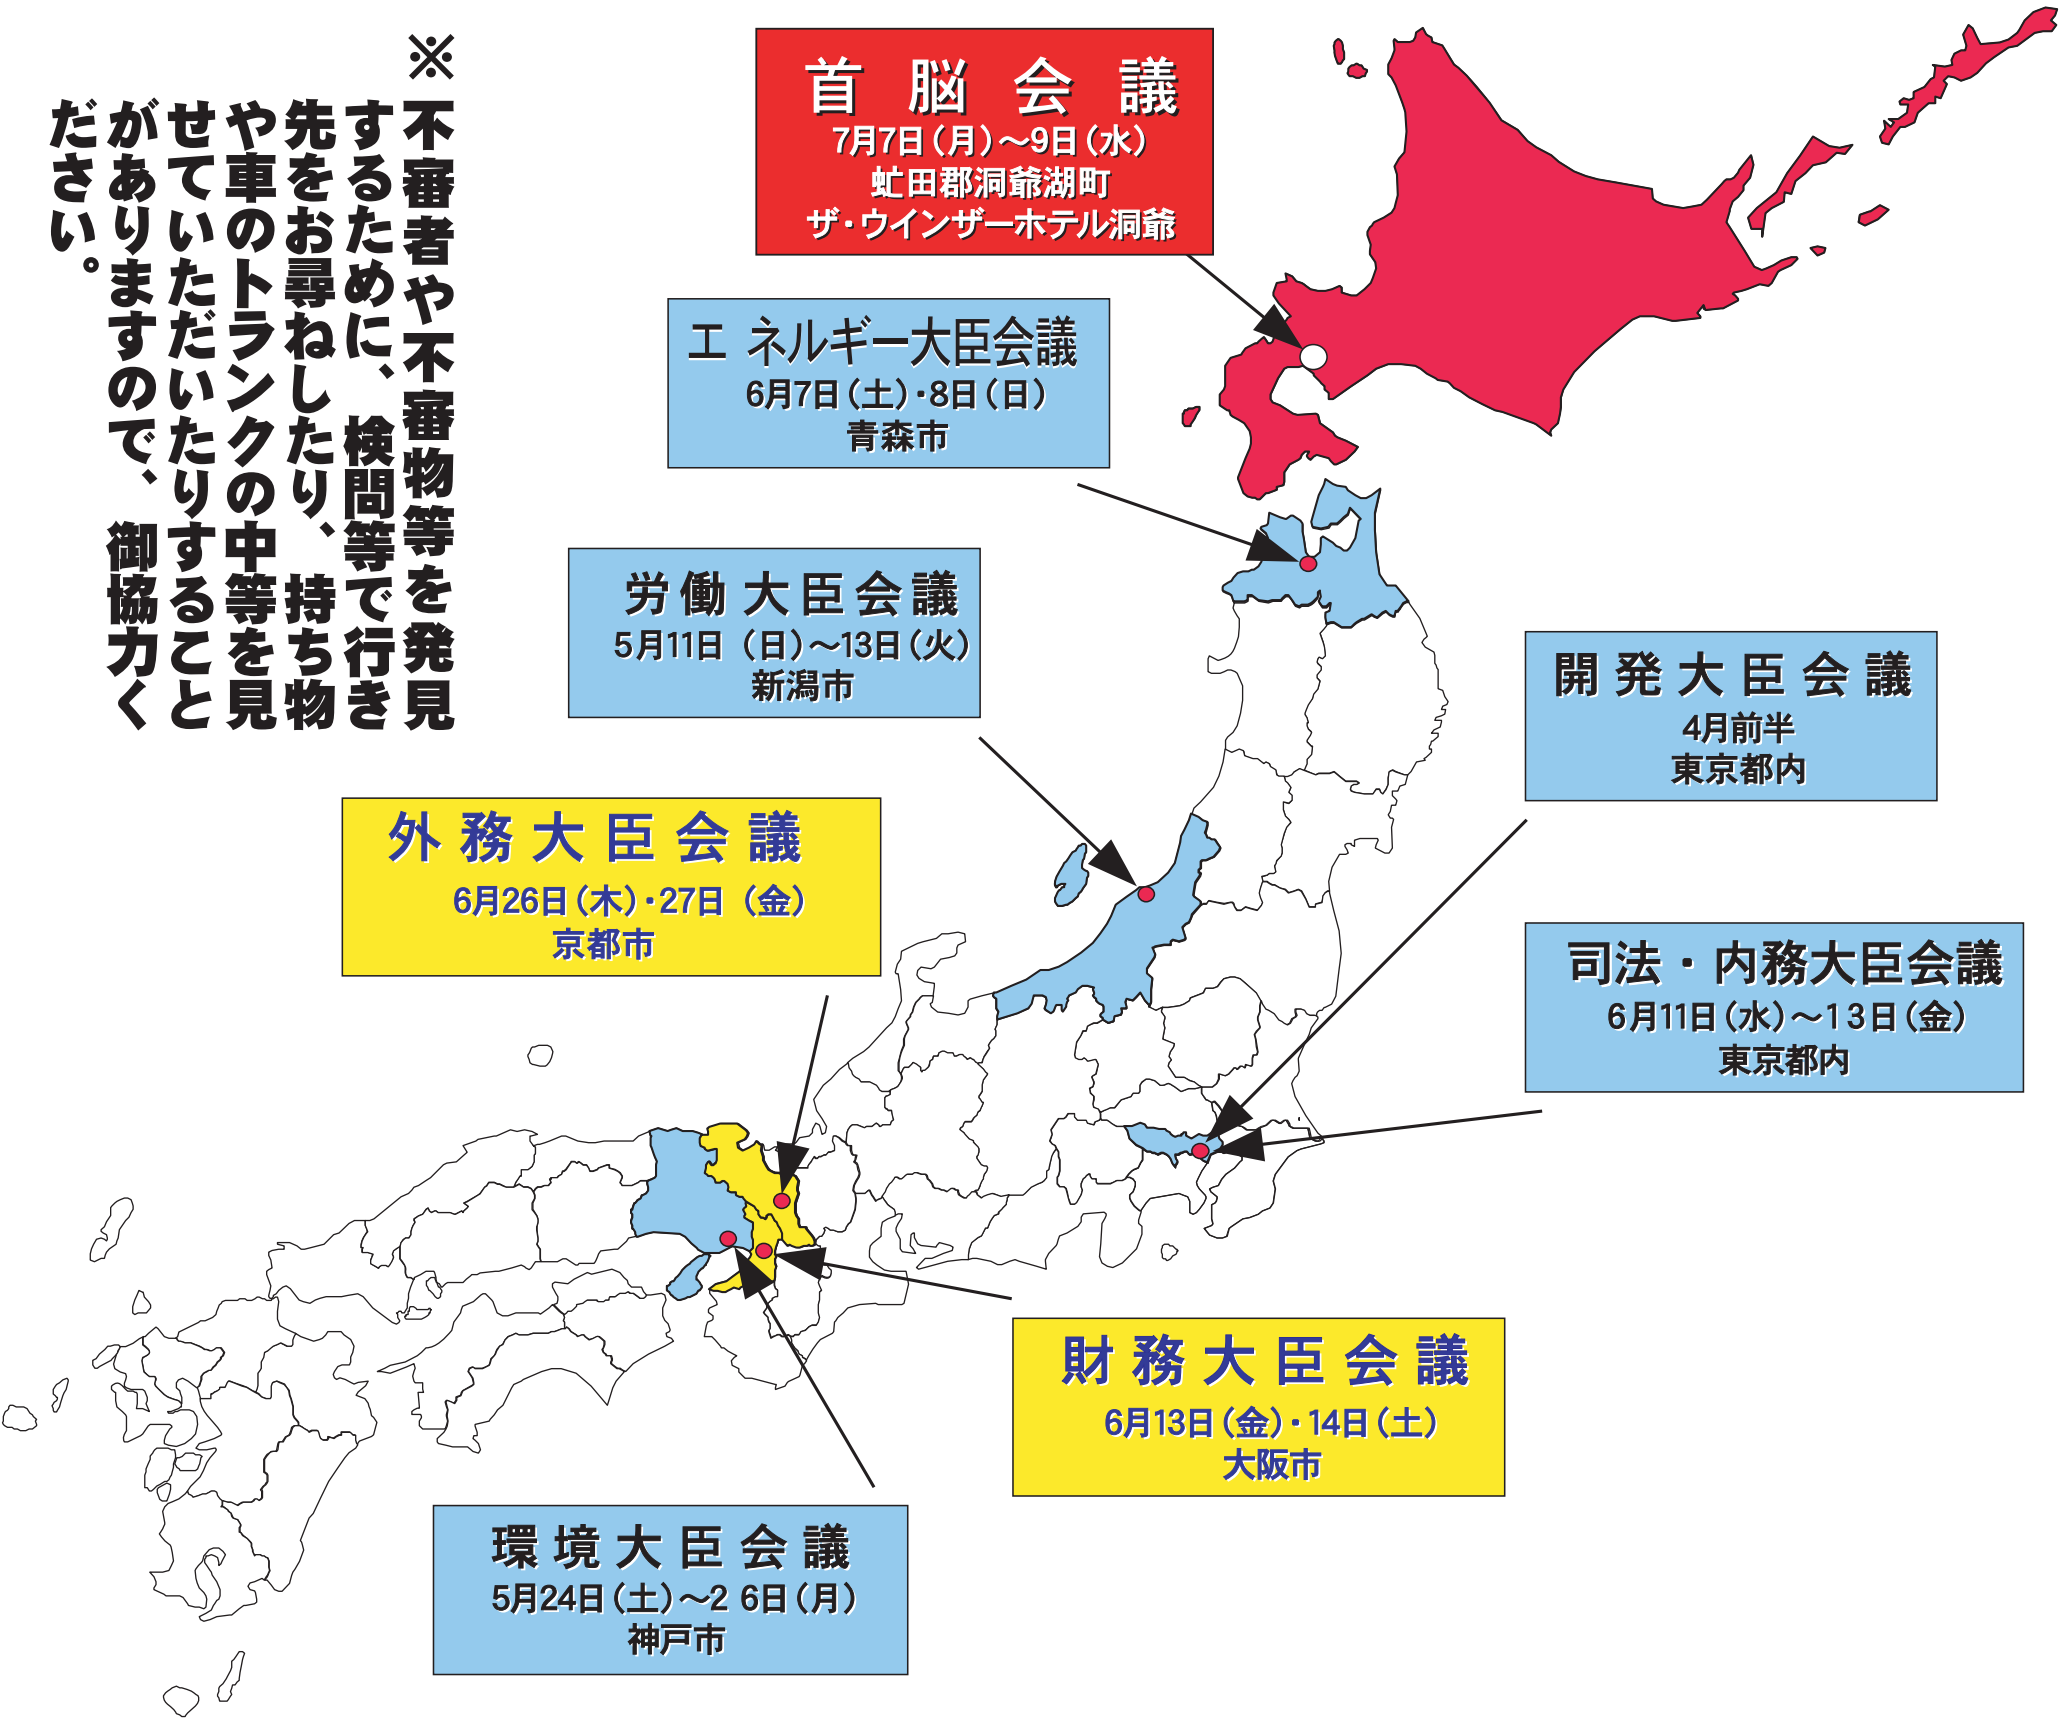 ※不審者や不審物等を発見
するために、検問等で行き
先をお尋ねしたり、持ち物
や車のトランクの中等を見
せていただいたりすること
がありますので、御協力く
ださい。
首脳会議
7月7日(月)～9日(水)
虻田郡洞爺湖町
ザ・ウインザーホテル洞爺
エネルギー大臣会議
6月7日(土)・8日(日)
青森市
労働大臣会議
5月11日(日)～13日(火)
新潟市
開発大臣会議
4月前半
東京都内
外務大臣会議
6月26日(木)・27日(金)
京都市
司法・内務大臣会議
6月11日(水)～13日(金)
東京都内
財務大臣会議
6月13日(金)・14日(土)
大阪市
環境大臣会議
5月24日(土)～26日(月)
神戸市